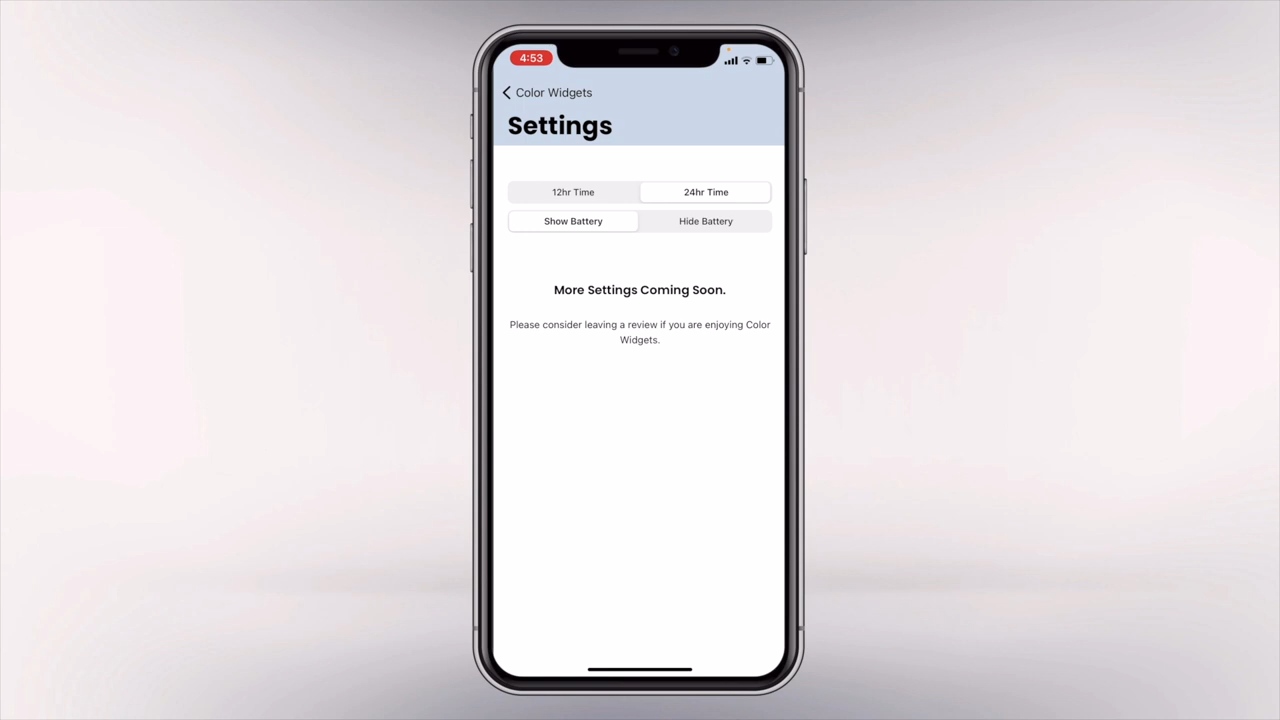 4:53
Color Widgets
Settings
12hr Time 24hr Time
Show Battery Hide Battery
More Settings Coming Soon.
Please consider leaving a review if you are enjoying Color
Widgets.